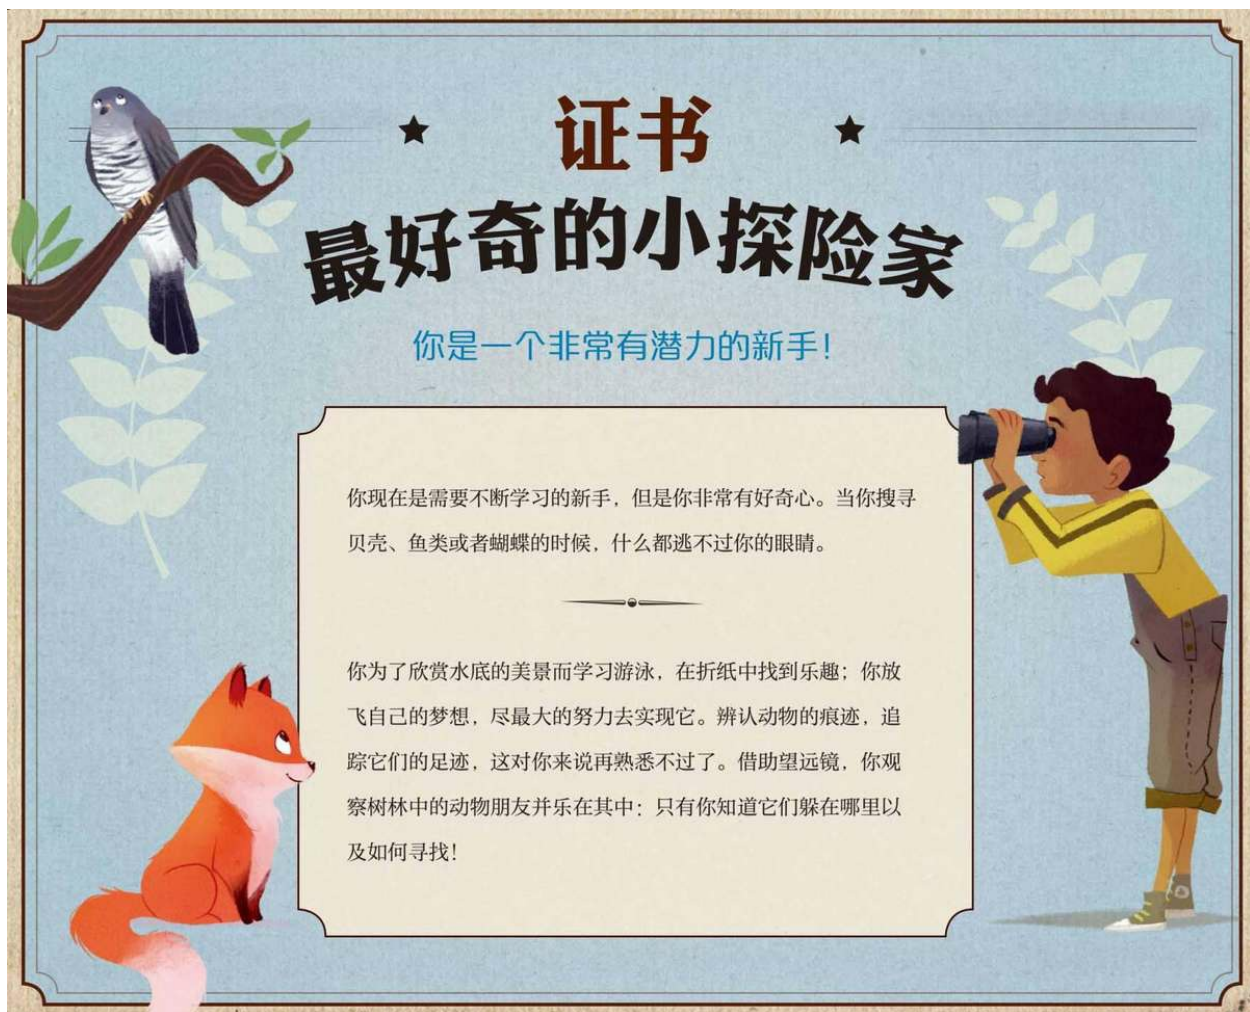 证书
最好奇的小探险家
你是一个非常有潜力的新手！
你现在是需要不断学习的新手，但是你非常有好奇心。当你搜寻
贝壳、鱼类或者蝴蝶的时候，什么都逃不过你的眼睛。
你为了欣赏水底的美景而学习游泳，在折纸中找到乐趣；你放
飞自己的梦想，尽最大的努力去实现它。辨认动物的痕迹，追
踪它们的足迹，这对你来说再熟悉不过了。借助望远镜，你观
察树林中的动物朋友并乐在其中：只有你知道它们躲在哪里以
及如何寻找！